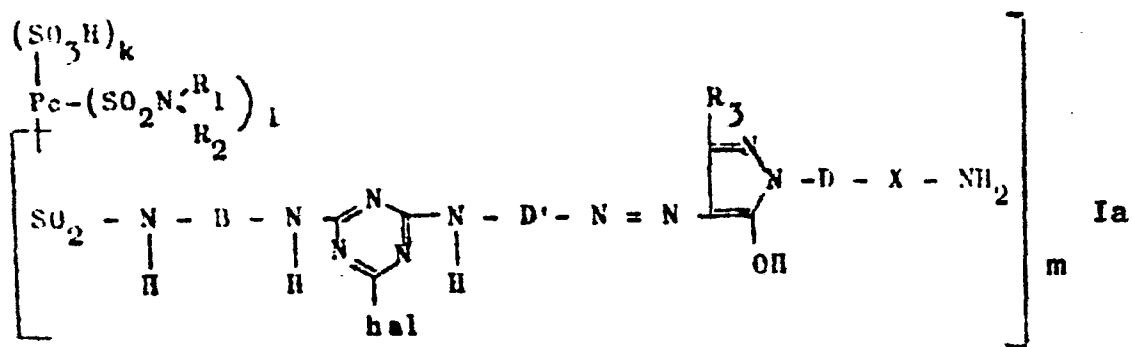 (SO3H)k
Pc-(SO2N R1 R2)l
R3
N
N - D - X - NH2
SO2 - N - B - N N N - D' - N = N
N N
H H H OH
hal
m
Ia